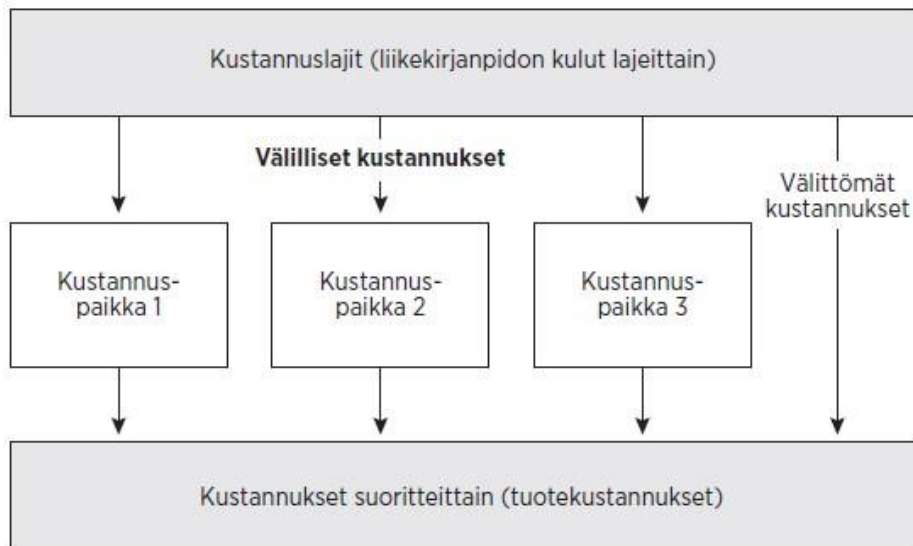 Kustannuslajit (liikekirjanpidon kulut lajeittain)
Välilliset kustannukset
Välittömät
kustannukset
Kustannus-
paikka 1
Kustannus-
paikka 2
Kustannus-
paikka 3
Kustannukset suoritteittain (tuotekustannukset)